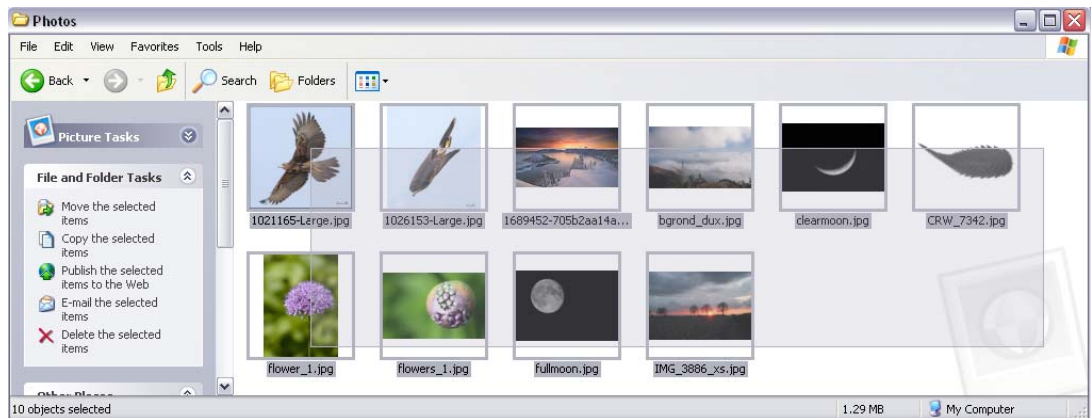 Photos
File Edit View Favorites Tools Help
Back Search Folders
Picture Tasks
File and Folder Tasks
Move the selected
items
Copy the selected
items
Publish the selected
items to the Web
E-mail the selected
items
Delete the selected
items
1021165-Large.jpg 1026153-Large.jpg 1689452-705b2aa14a... bgrond_dux.jpg clearmoon.jpg CRW_7342.jpg
flower_1.jpg flowers_1.jpg fullmoon.jpg IMG_3886_xs.jpg
Other Places
10 objects selected 1.29 MB My Computer